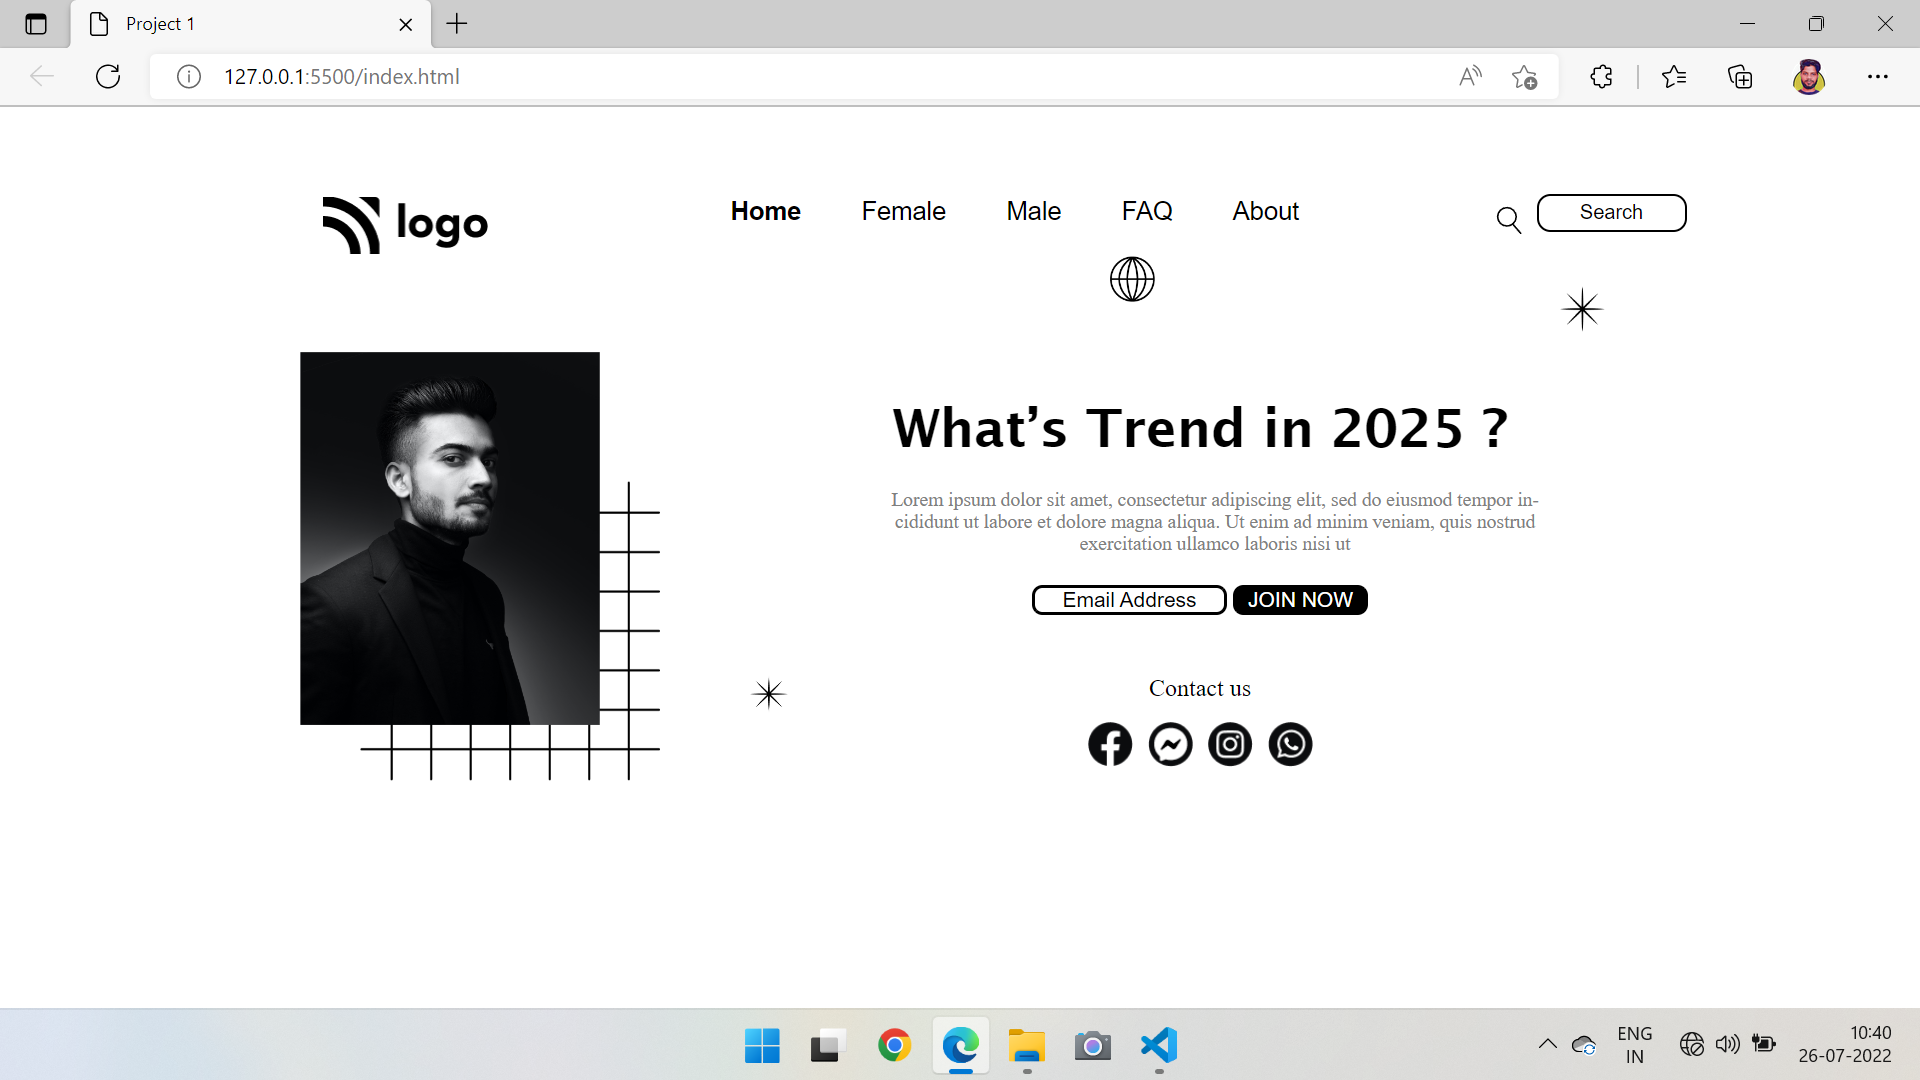 Project 1
127.0.0.1:5500/index.html
logo
Home Female Male FAQ About
Search
What’s Trend in 2025 ?
Lorem ipsum dolor sit amet, consectetur adipiscing elit, sed do eiusmod tempor in-
cididunt ut labore et dolore magna aliqua. Ut enim ad minim veniam, quis nostrud
exercitation ullamco laboris nisi ut
Email Address JOIN NOW
Contact us
ENG
IN
10:40
26-07-2022